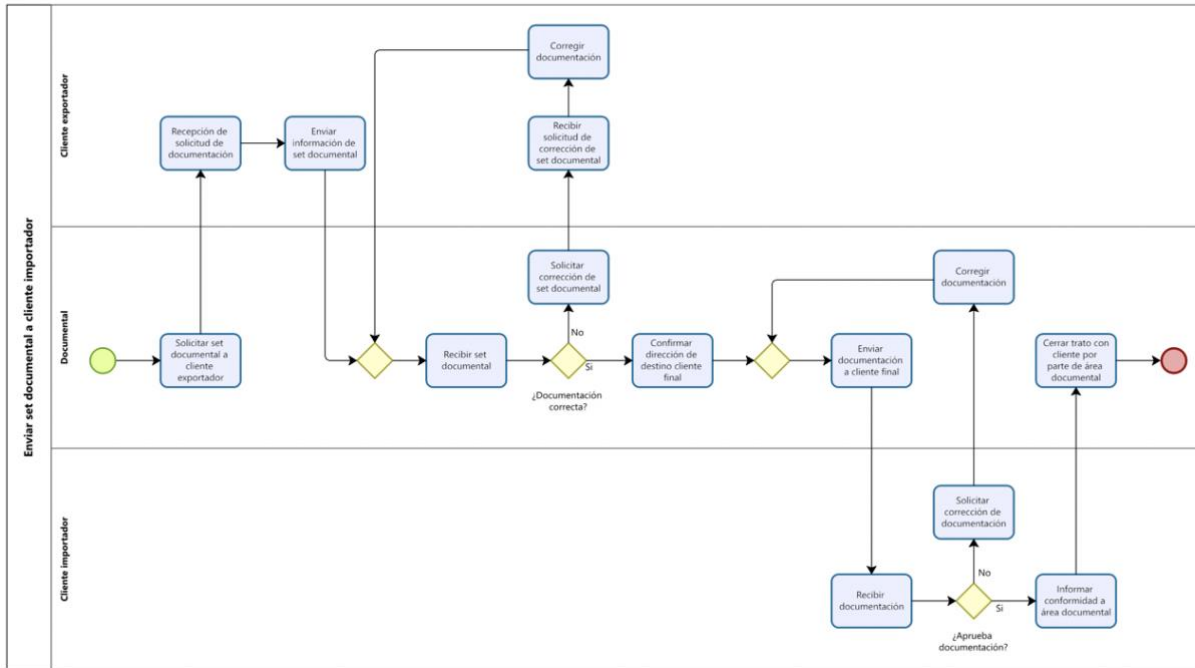 Enviar set documental a cliente importador
Cliente exportador
Corregir
documentación
Recepción de
solicitud de
documentación
Enviar
información de
set documental
Recibir
solicitud de
corrección de
set documental
Documental
Solicitar set
documental a
cliente
exportador
Recibir set
documental
Solicitar
corrección de
set documental
No
Si
¿Documentación
correcta?
Confirmar
dirección de
destino cliente
final
Enviar
documentación
a cliente final
Corregir
documentación
Cerrar trato con
cliente por
parte de área
documental
Cliente importador
Recibir
documentación
Solicitar
corrección de
documentación
No
Si
¿Aprueba
documentación?
Informar
conformidad a
área documental